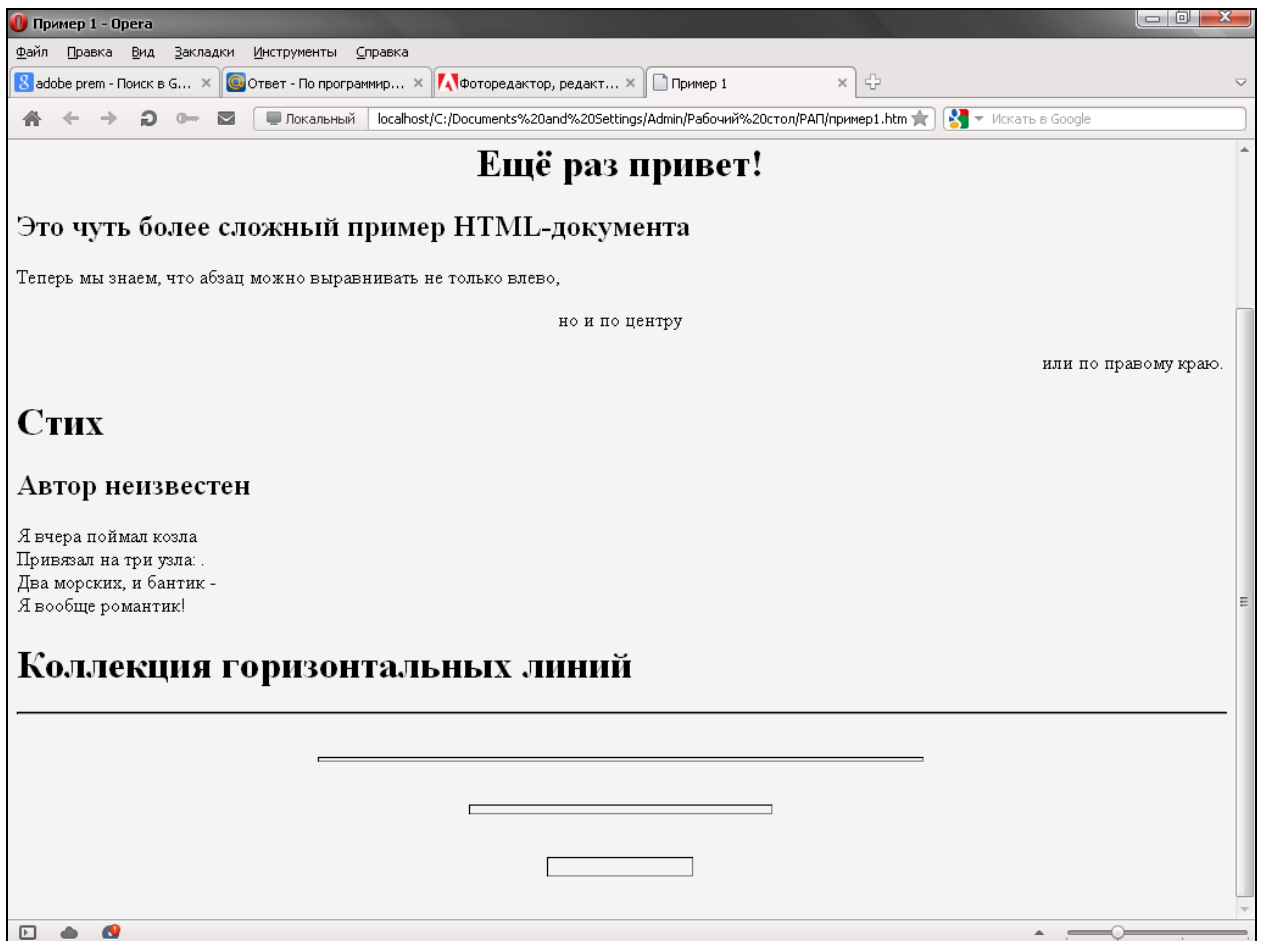 Пример 1 - Opera
Файл Правка Вид Закладки Инструменты Справка
adobe prem - Поиск в G... Ответ - По программир... Фоторедактор, редакт... Пример 1
Локальный localhost/C:/Documents%20and%20Settings/Admin/Рабочий%20стол/РАП/пример1.htm Искать в Google
Ещё раз привет!
Это чуть более сложный пример HTML-документа
Теперь мы знаем, что абзац можно выравнивать не только влево,
но и по центру
или по правому краю.
Стих
Автор неизвестен
Я вчера поймал козла
Привязал на три узла: .
Два морских, и бантик -
Я вообще романтик!
Коллекция горизонтальных линий